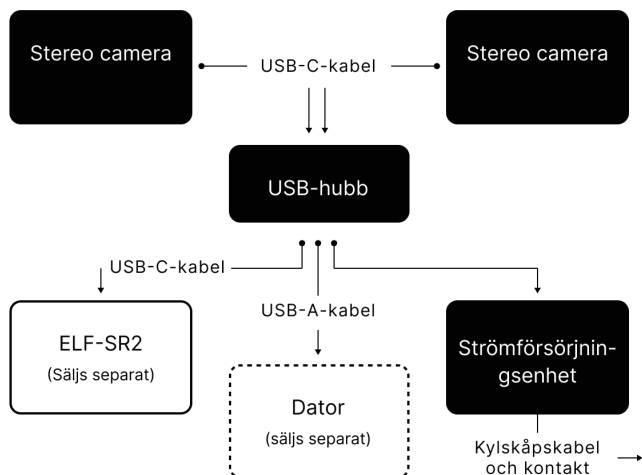 Stereo camera
USB-C-kabel
Stereo camera
USB-hubb
USB-C-kabel
USB-A-kabel
ELF-SR2
(Säljs separat)
Dator
(säljs separat)
Strömförsörjnin-
gsenhet
Kylskåpskabel
och kontakt